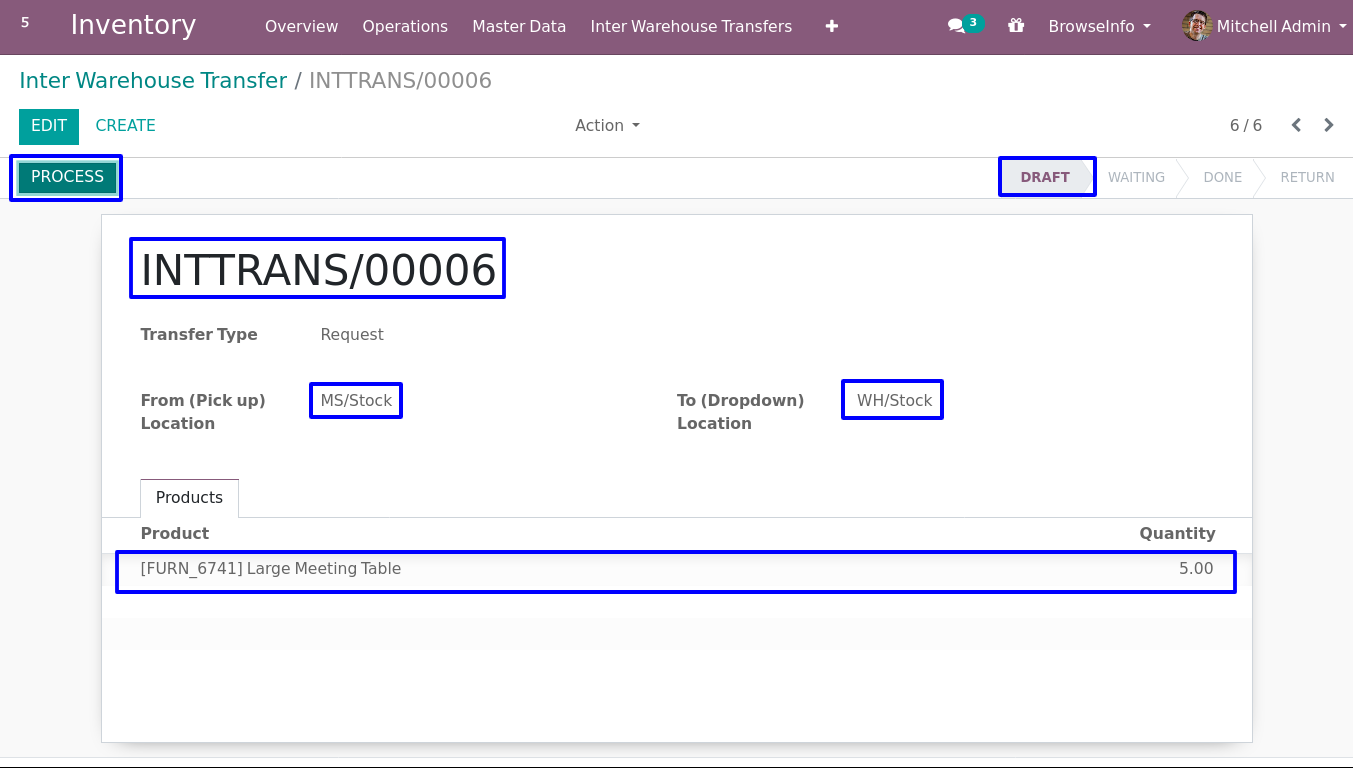 5 Inventory Overview Operations Master Data Inter Warehouse Transfers + 3 BrowseInfo Mitchell Admin
Inter Warehouse Transfer / INTTRANS/00006
EDIT CREATE Action 6 / 6
PROCESS DRAFT WAITING DONE RETURN
INTTRANS/00006
Transfer Type Request
From (Pick up) Location MS/Stock
To (Dropdown) Location WH/Stock
Products
Product Quantity
[FURN_6741] Large Meeting Table 5.00